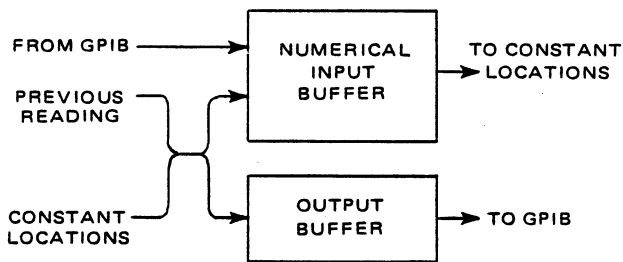 FROM GPIB
PREVIOUS
READING
CONSTANT
LOCATIONS
NUMERICAL
INPUT
BUFFER
OUTPUT
BUFFER
TO CONSTANT
LOCATIONS
TO GPIB